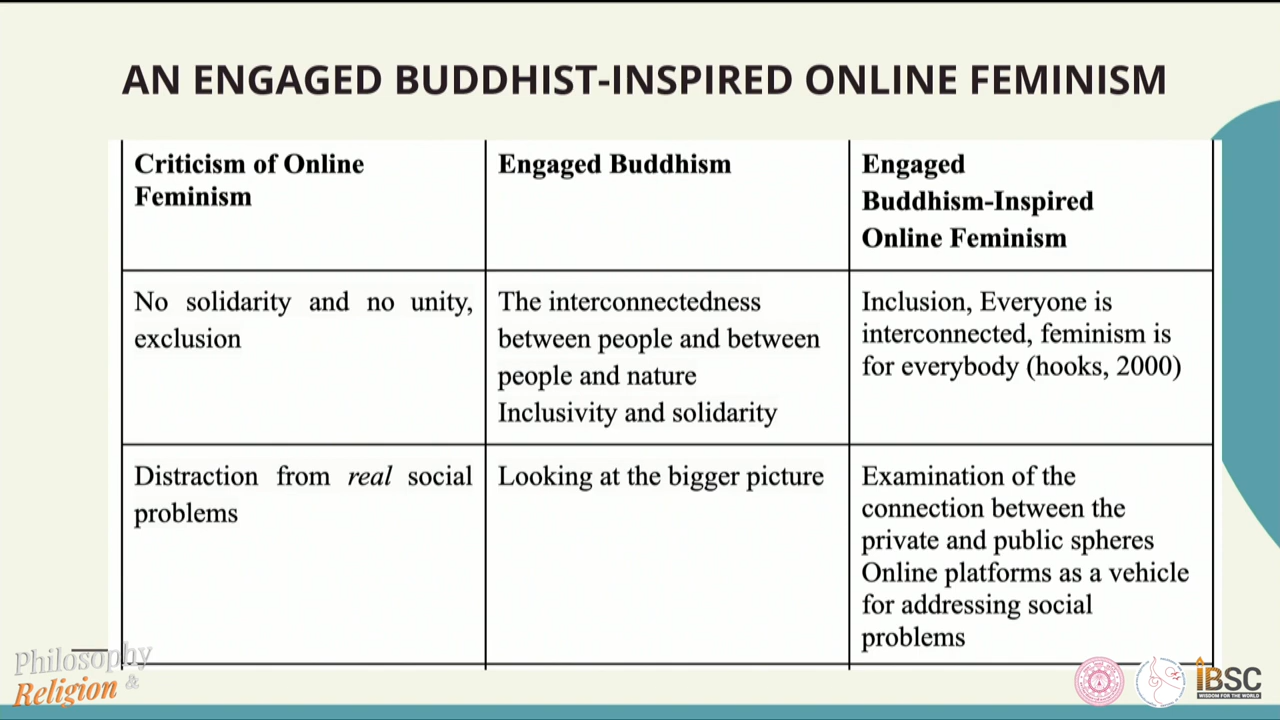 AN ENGAGED BUDDHIST-INSPIRED ONLINE FEMINISM
Criticism of Online
Feminism
Engaged Buddhism
Engaged
Buddhism-Inspired
Online Feminism
No solidarity and no unity,
exclusion
The interconnectedness
between people and between
people and nature
Inclusivity and solidarity
Inclusion, Everyone is
interconnected, feminism is
for everybody (hooks, 2000)
Distraction from real social
problems
Looking at the bigger picture
Examination of the
connection between the
private and public spheres
Online platforms as a vehicle
for addressing social
problems
Philosophy
Religion &
IBSC
WISDOM FOR THE WORLD